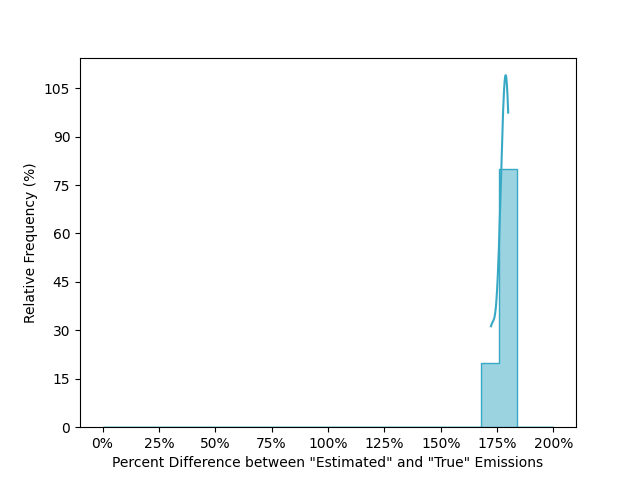 105
90
75
60
45
30
15
0
Relative Frequency (%)
0% 25% 50% 75% 100% 125% 150% 175% 200%
Percent Difference between "Estimated" and "True" Emissions